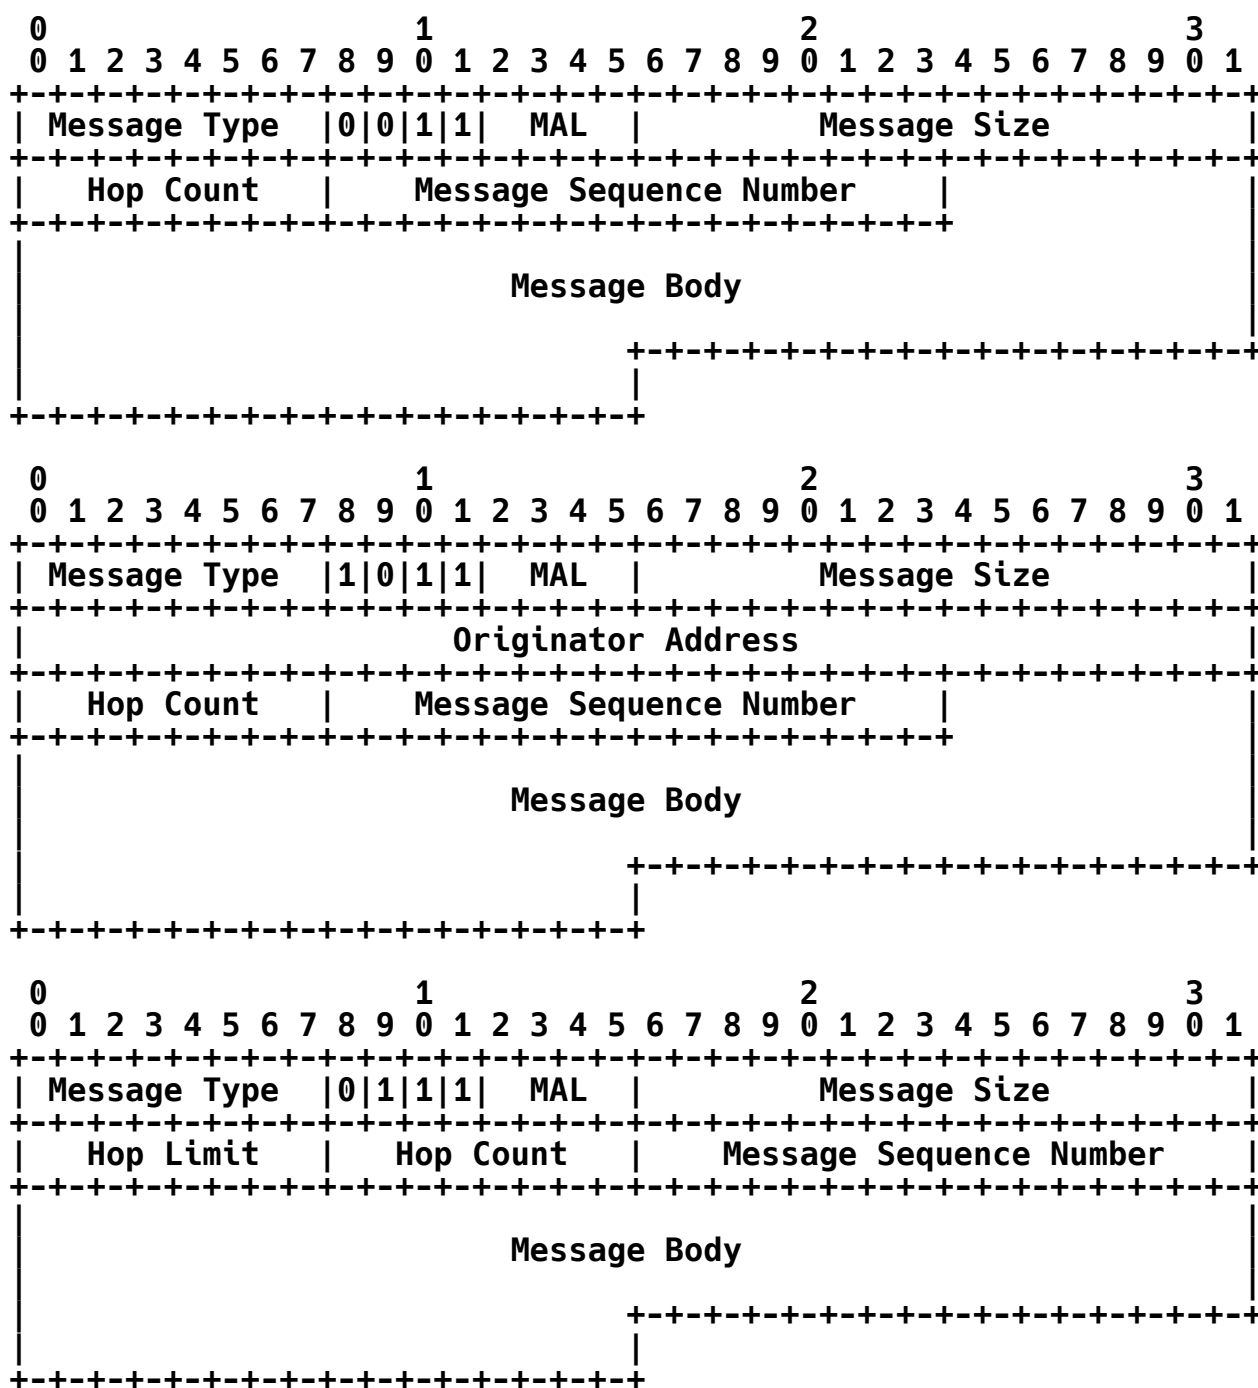 0                   1                   2                   3
 0 1 2 3 4 5 6 7 8 9 0 1 2 3 4 5 6 7 8 9 0 1 2 3 4 5 6 7 8 9 0 1
+-+-+-+-+-+-+-+-+-+-+-+-+-+-+-+-+-+-+-+-+-+-+-+-+-+-+-+-+-+-+-+-+
| Message Type  |0|0|1|1|  MAL  |         Message Size          |
+-+-+-+-+-+-+-+-+-+-+-+-+-+-+-+-+-+-+-+-+-+-+-+-+-+-+-+-+-+-+-+-+
|   Hop Count   |    Message Sequence Number    |               |
+-+-+-+-+-+-+-+-+-+-+-+-+-+-+-+-+-+-+-+-+-+-+-+-+               |
|                                                               |
|                         Message Body                          |
|                                                               |
|                               +-+-+-+-+-+-+-+-+-+-+-+-+-+-+-+-+
|                               |
+-+-+-+-+-+-+-+-+-+-+-+-+-+-+-+-+

 0                   1                   2                   3
 0 1 2 3 4 5 6 7 8 9 0 1 2 3 4 5 6 7 8 9 0 1 2 3 4 5 6 7 8 9 0 1
+-+-+-+-+-+-+-+-+-+-+-+-+-+-+-+-+-+-+-+-+-+-+-+-+-+-+-+-+-+-+-+-+
| Message Type  |1|0|1|1|  MAL  |         Message Size          |
+-+-+-+-+-+-+-+-+-+-+-+-+-+-+-+-+-+-+-+-+-+-+-+-+-+-+-+-+-+-+-+-+
|                      Originator Address                       |
+-+-+-+-+-+-+-+-+-+-+-+-+-+-+-+-+-+-+-+-+-+-+-+-+-+-+-+-+-+-+-+-+
|   Hop Count   |    Message Sequence Number    |               |
+-+-+-+-+-+-+-+-+-+-+-+-+-+-+-+-+-+-+-+-+-+-+-+-+               |
|                                                               |
|                         Message Body                          |
|                                                               |
|                               +-+-+-+-+-+-+-+-+-+-+-+-+-+-+-+-+
|                               |
+-+-+-+-+-+-+-+-+-+-+-+-+-+-+-+-+

 0                   1                   2                   3
 0 1 2 3 4 5 6 7 8 9 0 1 2 3 4 5 6 7 8 9 0 1 2 3 4 5 6 7 8 9 0 1
+-+-+-+-+-+-+-+-+-+-+-+-+-+-+-+-+-+-+-+-+-+-+-+-+-+-+-+-+-+-+-+-+
| Message Type  |0|1|1|1|  MAL  |         Message Size          |
+-+-+-+-+-+-+-+-+-+-+-+-+-+-+-+-+-+-+-+-+-+-+-+-+-+-+-+-+-+-+-+-+
|   Hop Limit   |   Hop Count   |    Message Sequence Number    |
+-+-+-+-+-+-+-+-+-+-+-+-+-+-+-+-+-+-+-+-+-+-+-+-+-+-+-+-+-+-+-+-+
|                                                               |
|                         Message Body                          |
|                                                               |
|                               +-+-+-+-+-+-+-+-+-+-+-+-+-+-+-+-+
|                               |
+-+-+-+-+-+-+-+-+-+-+-+-+-+-+-+-+